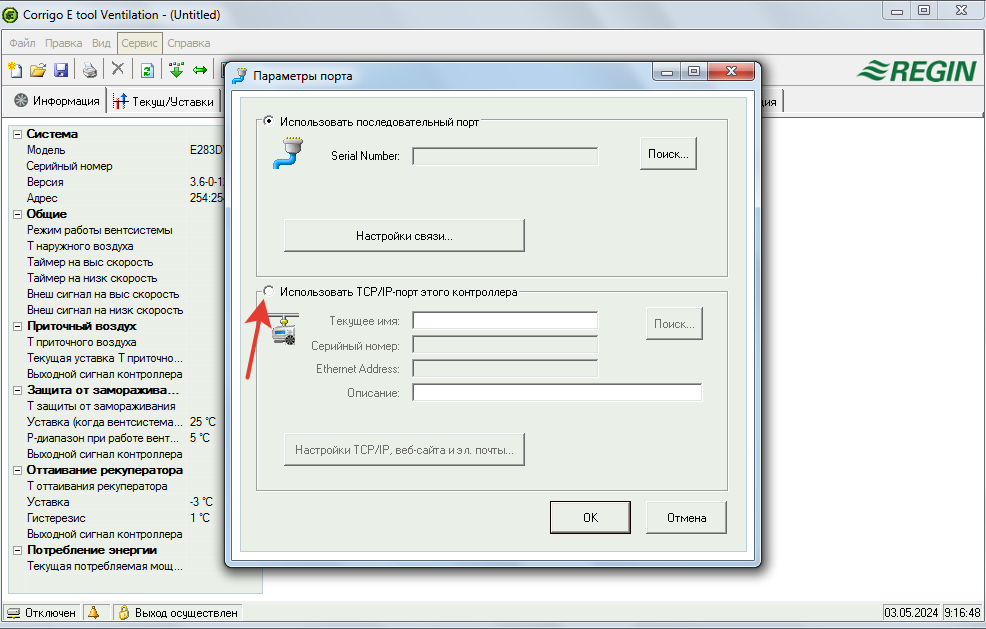 Corrigo E tool Ventilation - (Untitled)
Файл Правка Вид Сервис Справка
REGIN
Информация Текущ/Уставки
Система
Модель E283D
Серийный номер
Версия 3.6-0-1
Адрес 254:25
Общие
Режим работы вентсистемы
Т наружного воздуха
Таймер на выс скорость
Таймер на низк скорость
Внеш сигнал на выс скорость
Внеш сигнал на низк скорость
Приточный воздух
Т приточного воздуха
Текущая уставка Т приточно...
Выходной сигнал контроллера
Защита от заморажива...
Т защиты от замораживания
Уставка (когда вентсистема... 25 °C
Р-диапазон при работе вент... 5 °C
Выходной сигнал контроллера
Оттаивание рекуператора
Т оттаивания рекуператора
Уставка -3 °C
Гистерезис 1 °C
Выходной сигнал контроллера
Потребление энергии
Текущая потребляемая мощ...
Параметры порта
Использовать последовательный порт
Serial Number:
Поиск...
Настройки связи...
Использовать TCP/IP-порт этого контроллера
Текущее имя:
Поиск...
Серийный номер:
Ethernet Address:
Описание:
Настройки TCP/IP, веб-сайта и эл. почты...
OK Отмена
Отключен Выход осуществлен 03.05.2024 9:16:48